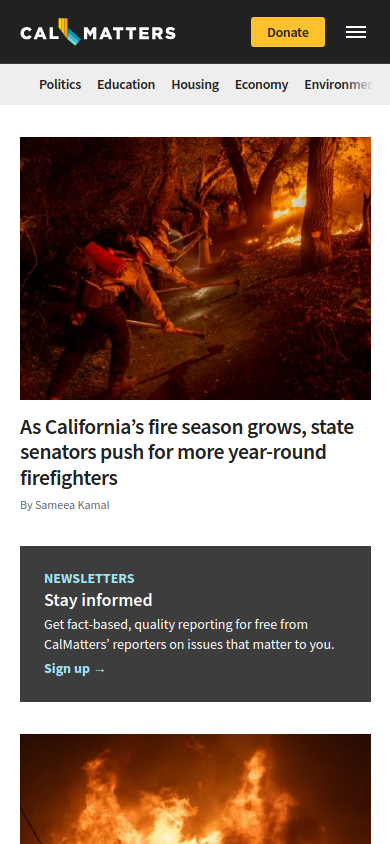 CAL MATTERS
Donate
Politics Education Housing Economy
As California’s fire season grows, state
senators push for more year-round
firefighters
By Sameea Kamal
NEWSLETTERS
Stay informed
Get fact-based, quality reporting for free from
CalMatters’ reporters on issues that matter to you.
Sign up →